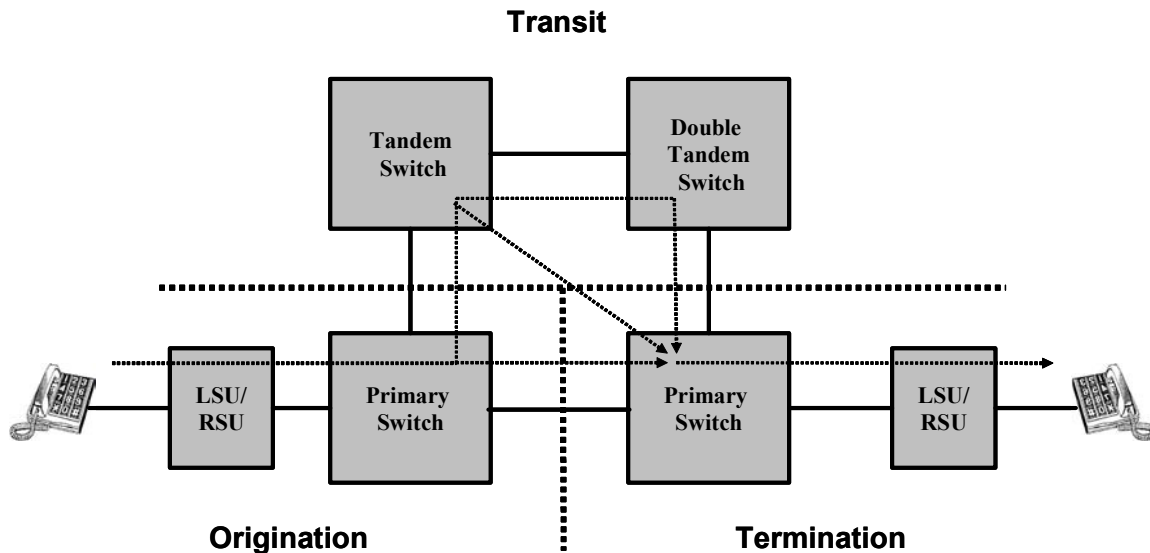 Transit
Tandem
Switch
Double
Tandem
Switch
LSU/
RSU
Primary
Switch
Primary
Switch
LSU/
RSU
Origination
Termination